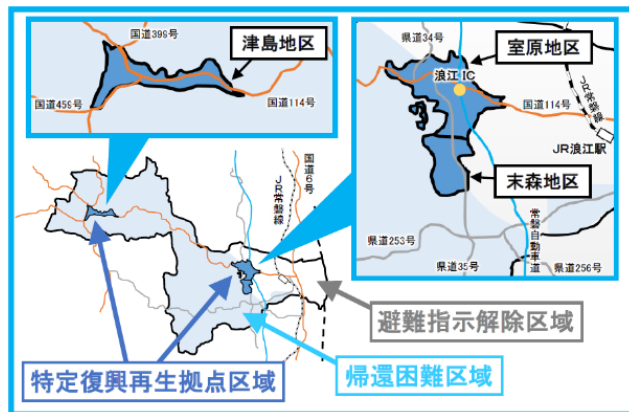 国道399号
津島地区
国道459号
国道114号
県道34号
室原地区
浪江 IC
国道114号
JR常磐線
JR浪江駅
末森地区
常磐自動車道
県道253号
県道35号
県道256号
国道6号
JR常磐線
避難指示解除区域
特定復興再生拠点区域
帰還困難区域